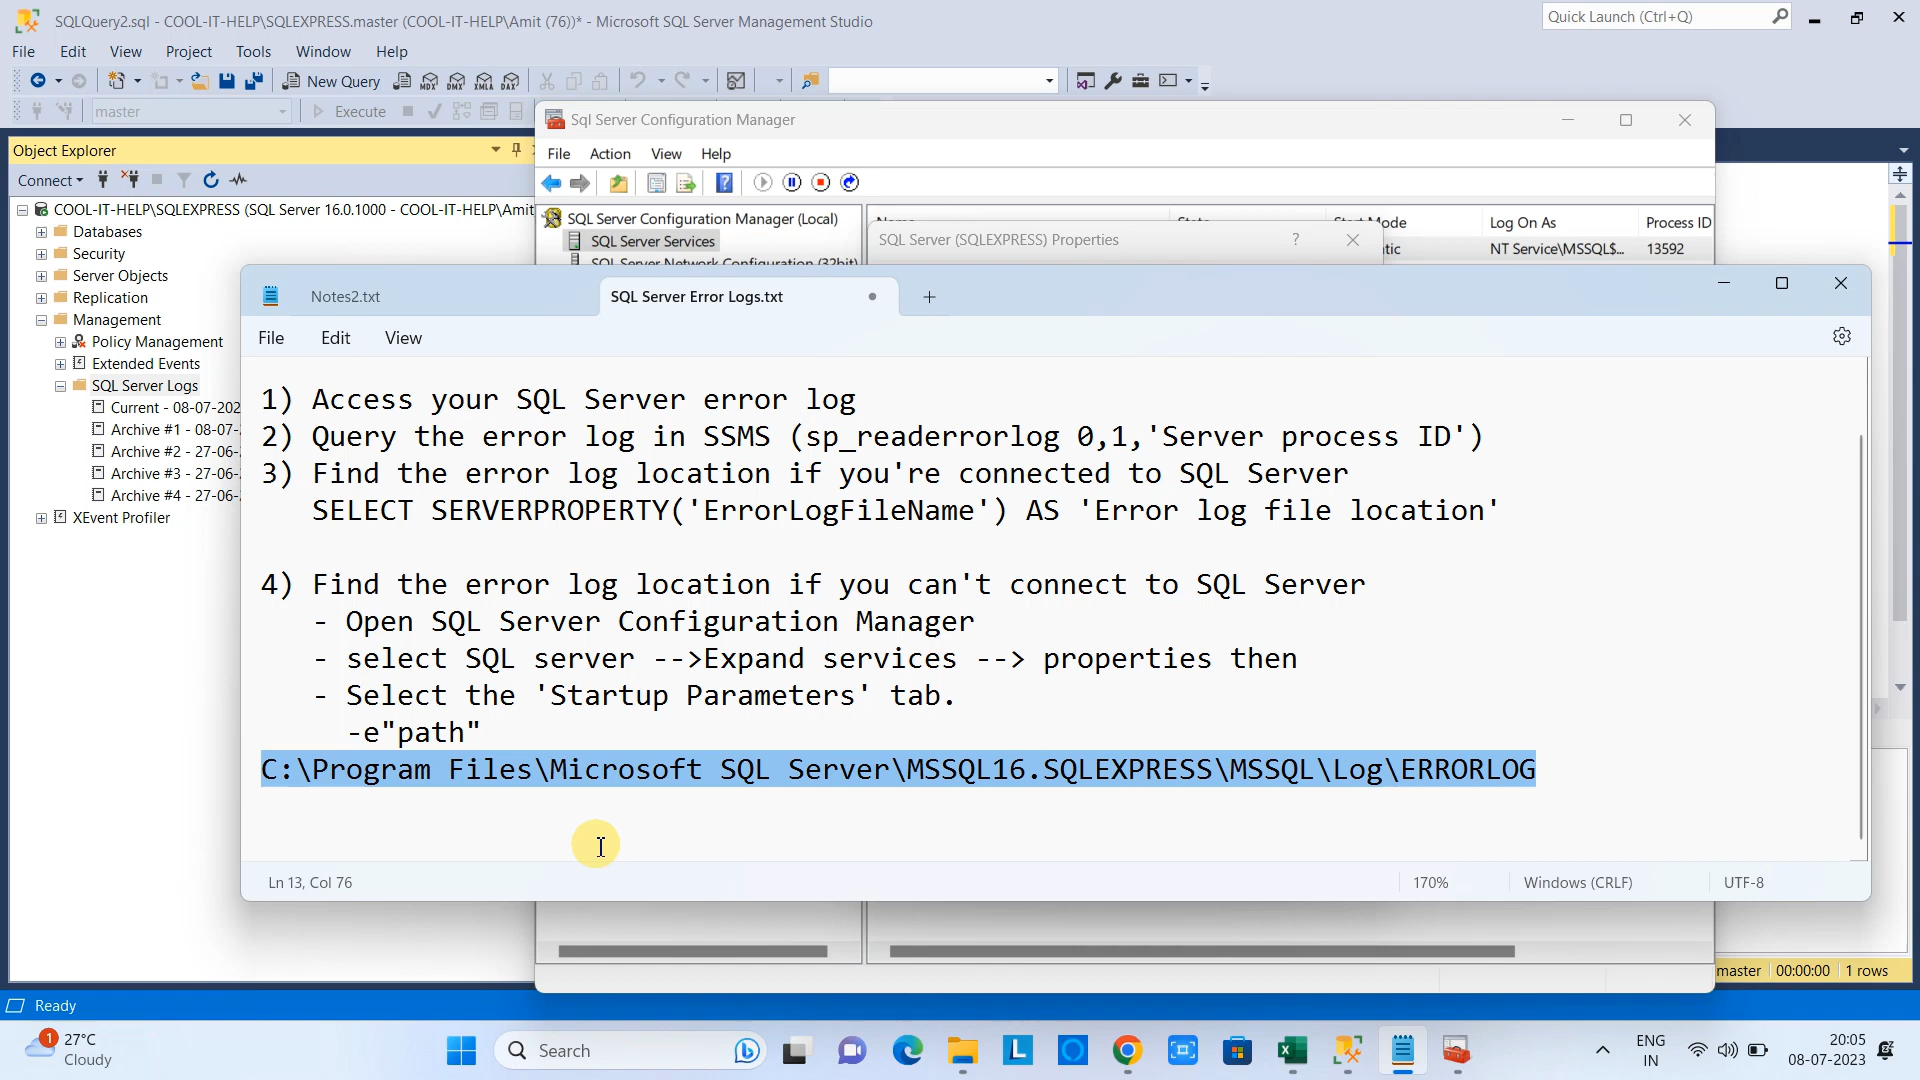 SQLQuery2.sql - COOL-IT-HELP\SQLEXPRESS.master (COOL-IT-HELP\Amit (76))* - Microsoft SQL Server Management Studio
Quick Launch (Ctrl+Q)
File Edit View Project Tools Window Help
New Query
MDX DMX XMLA DAX
master
Execute
Object Explorer
Connect
COOL-IT-HELP\SQLEXPRESS (SQL Server 16.0.1000 - COOL-IT-HELP\Amit
Databases
Security
Server Objects
Replication
Management
Policy Management
Extended Events
SQL Server Logs
Current - 08-07-202
Archive #1 - 08-07-
Archive #2 - 27-06-
Archive #3 - 27-06-
Archive #4 - 27-06-
XEvent Profiler
Sql Server Configuration Manager
File Action View Help
SQL Server Configuration Manager (Local)
SQL Server Services
SQL Server Network Configuration (32bit)
Log On As Process ID
NT Service\MSSQL$... 13592
SQL Server (SQLEXPRESS) Properties
Notes2.txt
SQL Server Error Logs.txt
File Edit View
1) Access your SQL Server error log
2) Query the error log in SSMS (sp_readerrorlog 0,1,'Server process ID')
3) Find the error log location if you're connected to SQL Server
SELECT SERVERPROPERTY('ErrorLogFileName') AS 'Error log file location'
4) Find the error log location if you can't connect to SQL Server
- Open SQL Server Configuration Manager
- select SQL server -->Expand services --> properties then
- Select the 'Startup Parameters' tab.
-e"path"
C:\Program Files\Microsoft SQL Server\MSSQL16.SQLEXPRESS\MSSQL\Log\ERRORLOG
Ln 13, Col 76
170%
Windows (CRLF)
UTF-8
master 00:00:00 1 rows
Ready
1
27°C
Cloudy
Search
ENG
IN
20:05
08-07-2023